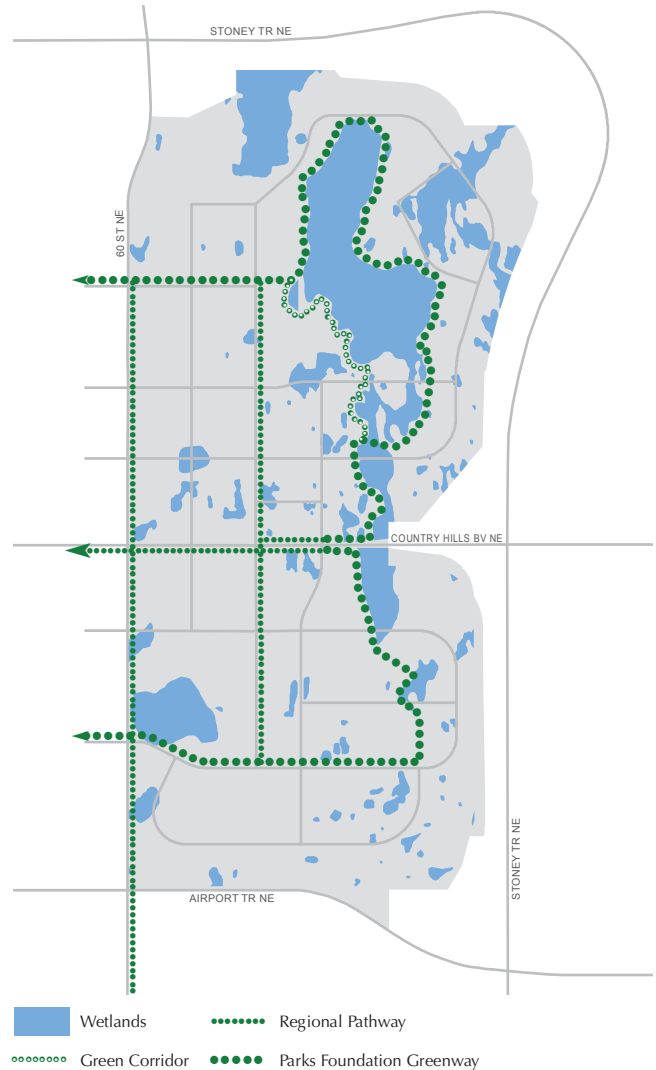 STONEY TR NE
60 ST NE
COUNTRY HILLS BV NE
STONEY TR NE
AIRPORT TR NE
Wetlands
Regional Pathway
Green Corridor
Parks Foundation Greenway